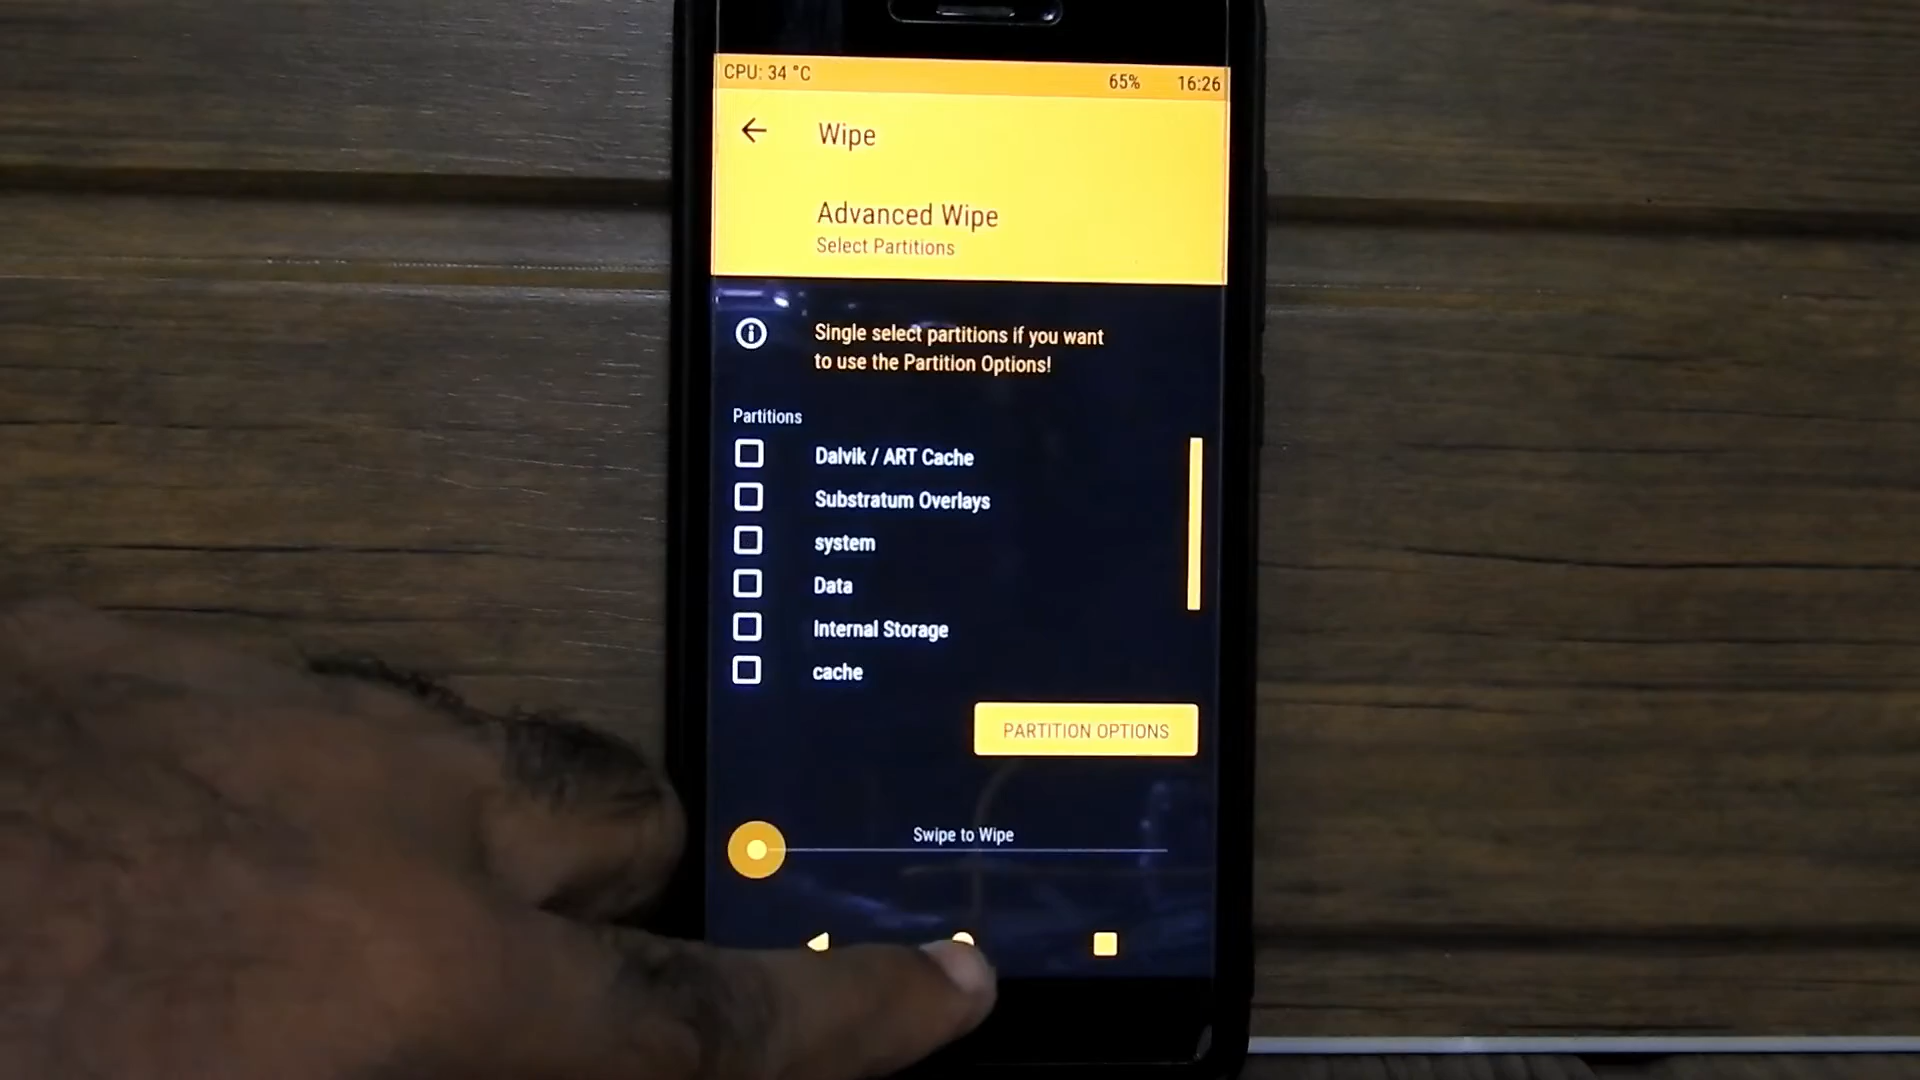 CPU: 34 °C 65% 16:26
Wipe
Advanced Wipe
Select Partitions
Single select partitions if you want
to use the Partition Options!
Partitions
Dalvik / ART Cache
Substratum Overlays
system
Data
Internal Storage
cache
PARTITION OPTIONS
Swipe to Wipe